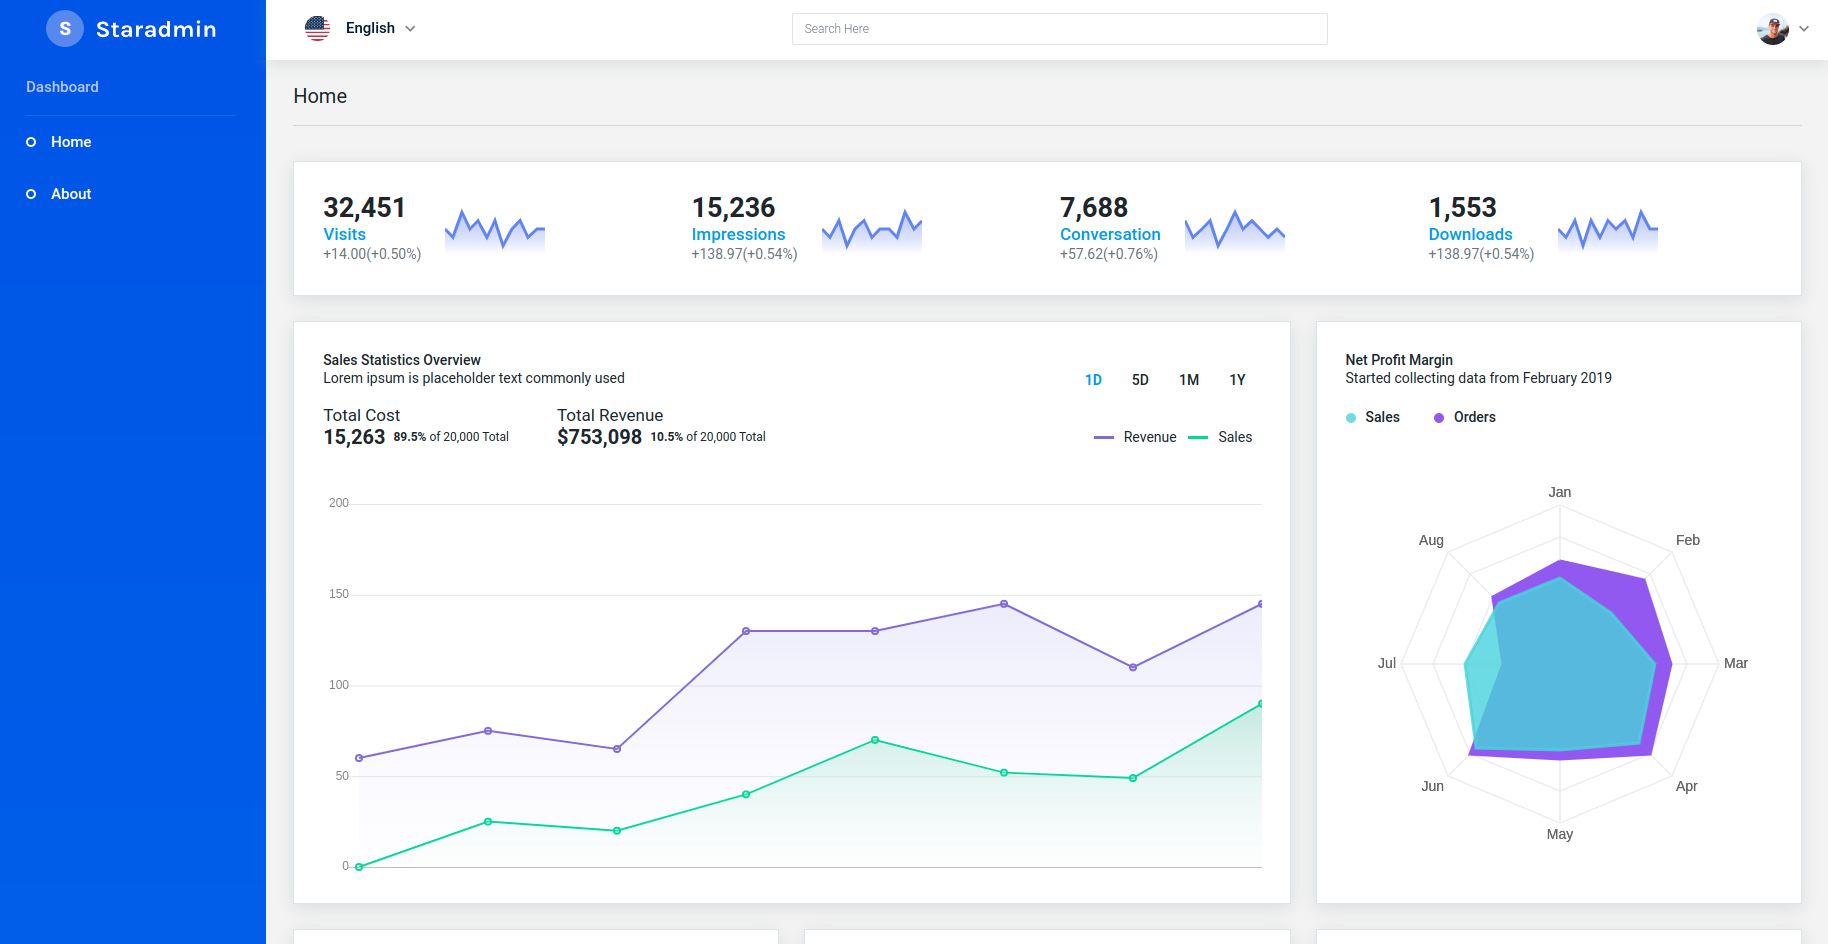 S Staradmin
English
Search Here
Dashboard
Home
About
Home
32,451
Visits
+14.00(+0.50%)
15,236
Impressions
+138.97(+0.54%)
7,688
Conversation
+57.62(+0.76%)
1,553
Downloads
+138.97(+0.54%)
Sales Statistics Overview
Lorem ipsum is placeholder text commonly used
1D 5D 1M 1Y
Total Cost
15,263 89.5% of 20,000 Total
Total Revenue
$753,098 10.5% of 20,000 Total
Revenue Sales
200
150
100
50
0
Net Profit Margin
Started collecting data from February 2019
Sales Orders
Jan
Feb
Mar
Apr
May
Jun
Jul
Aug